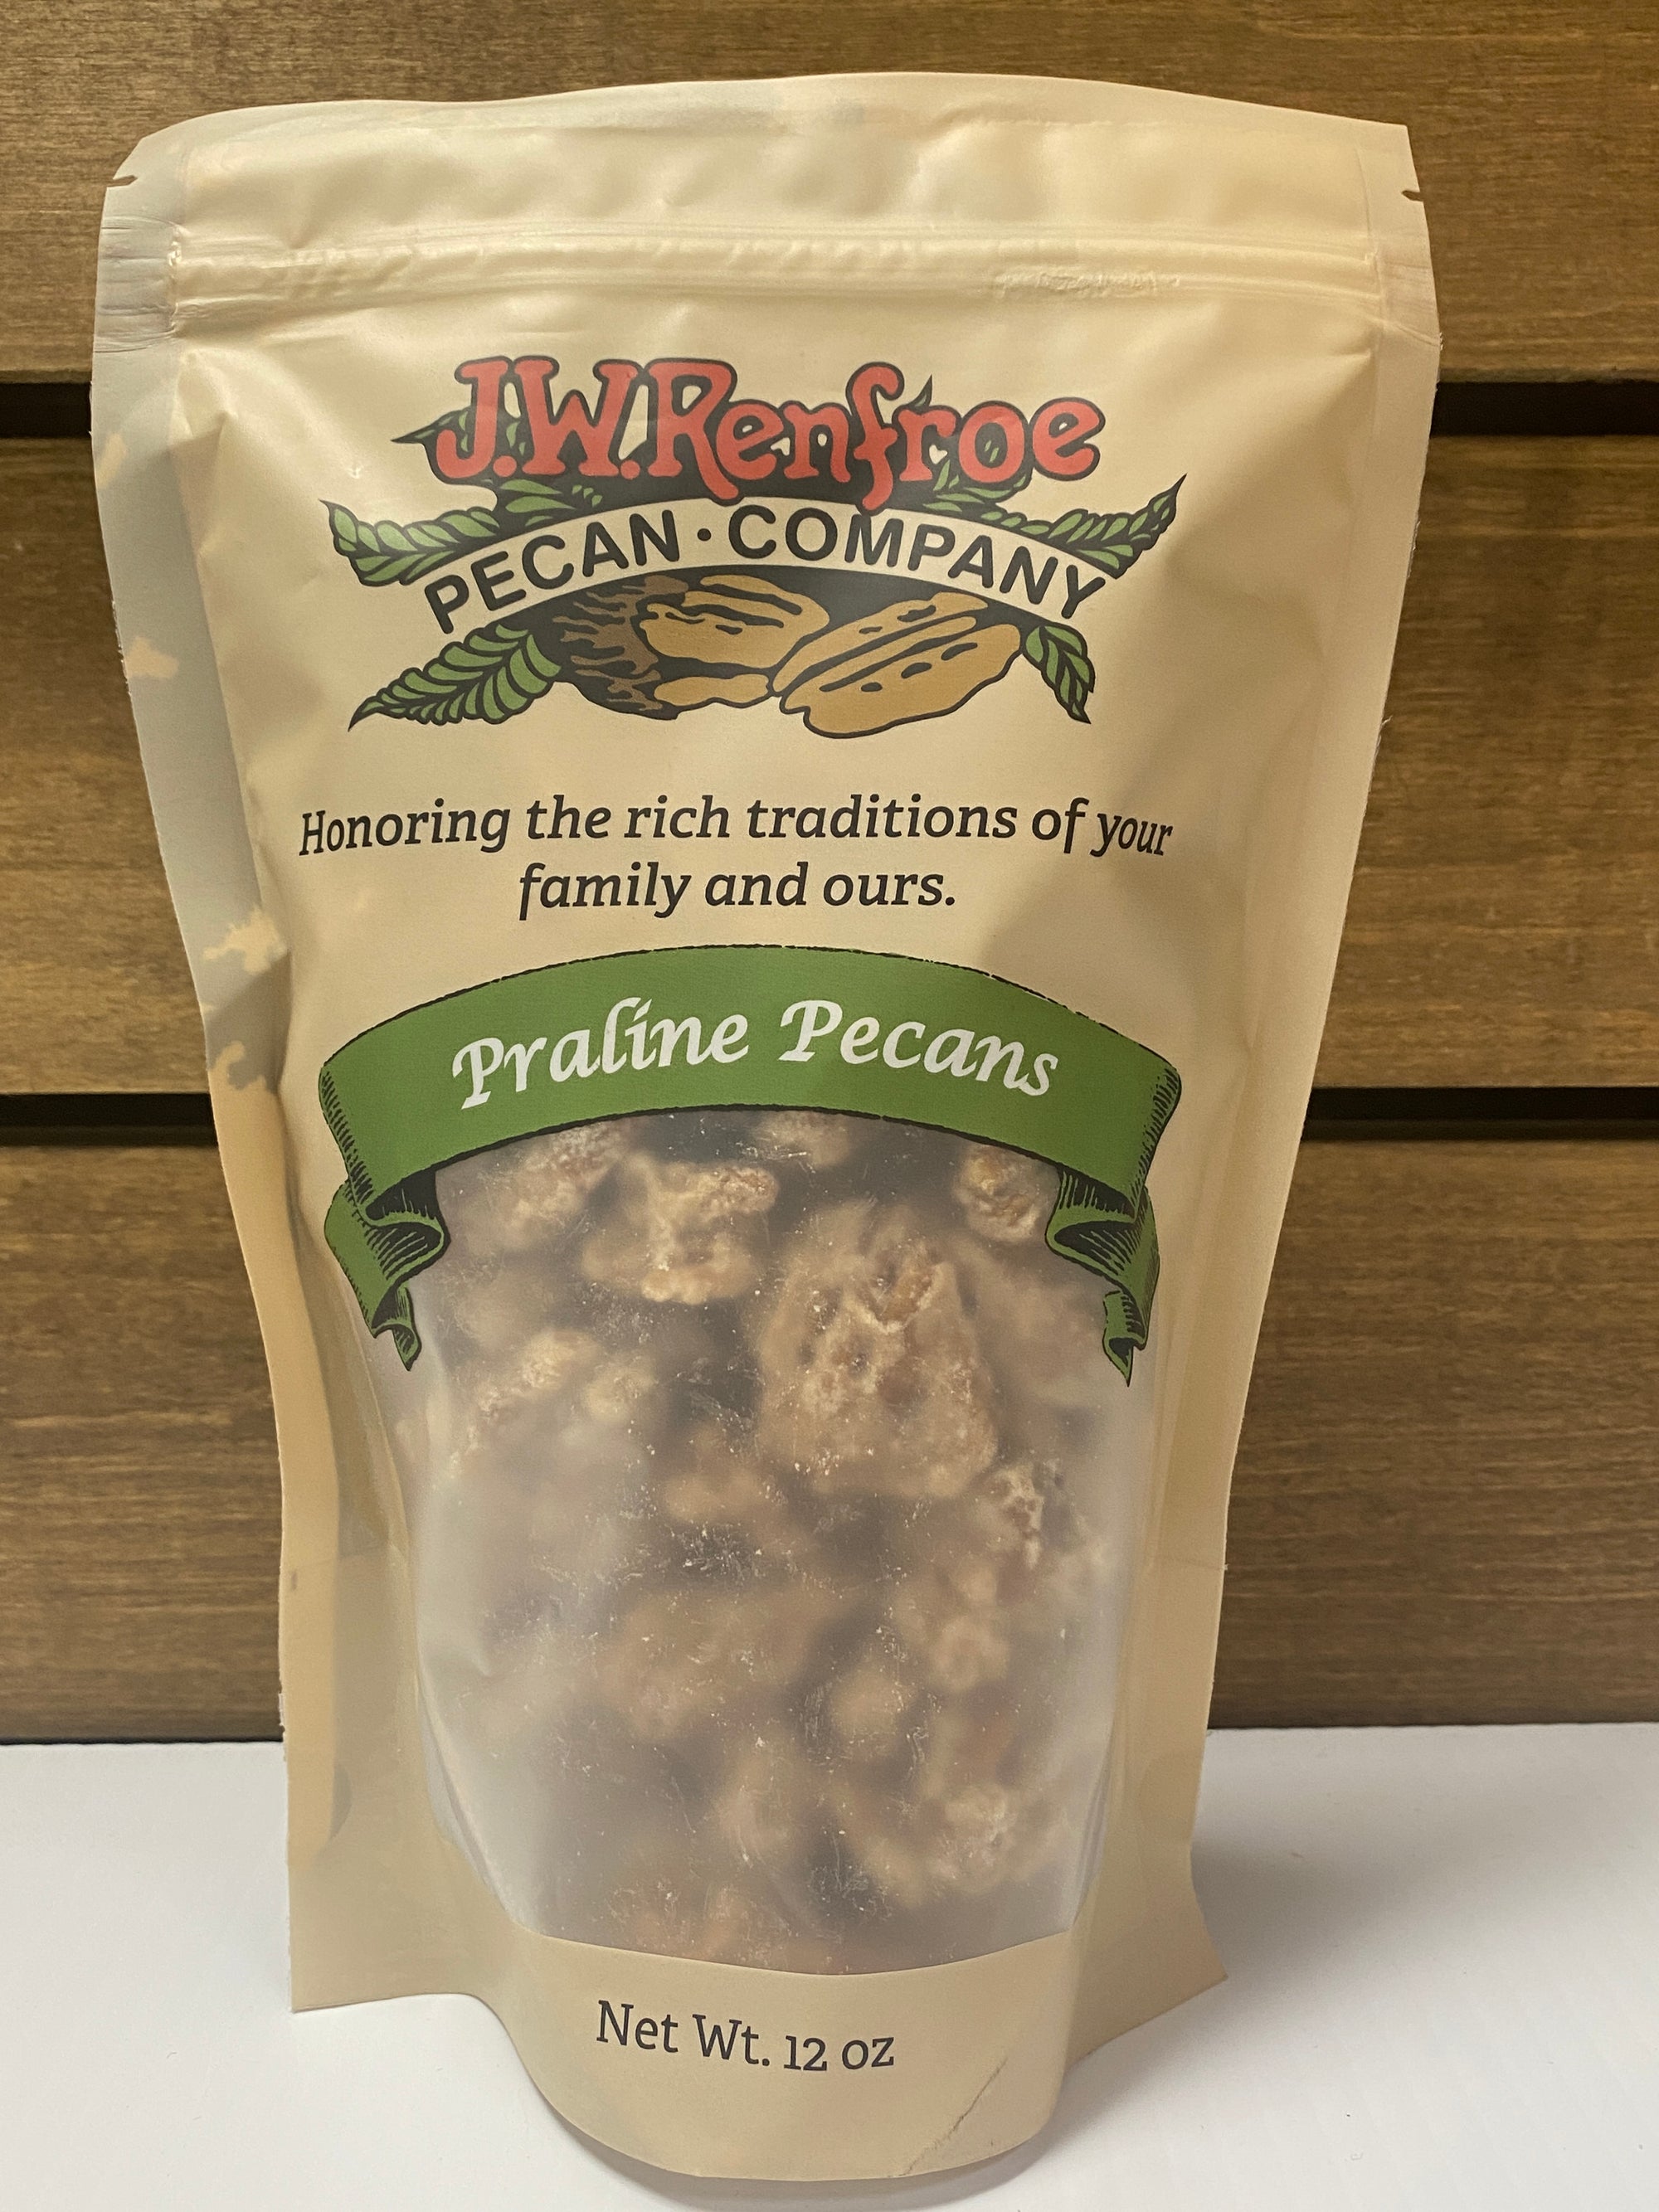 J.W. Renfroe
PECAN · COMPANY
Honoring the rich traditions of your
family and ours.
Praline Pecans
Net Wt. 12 oz